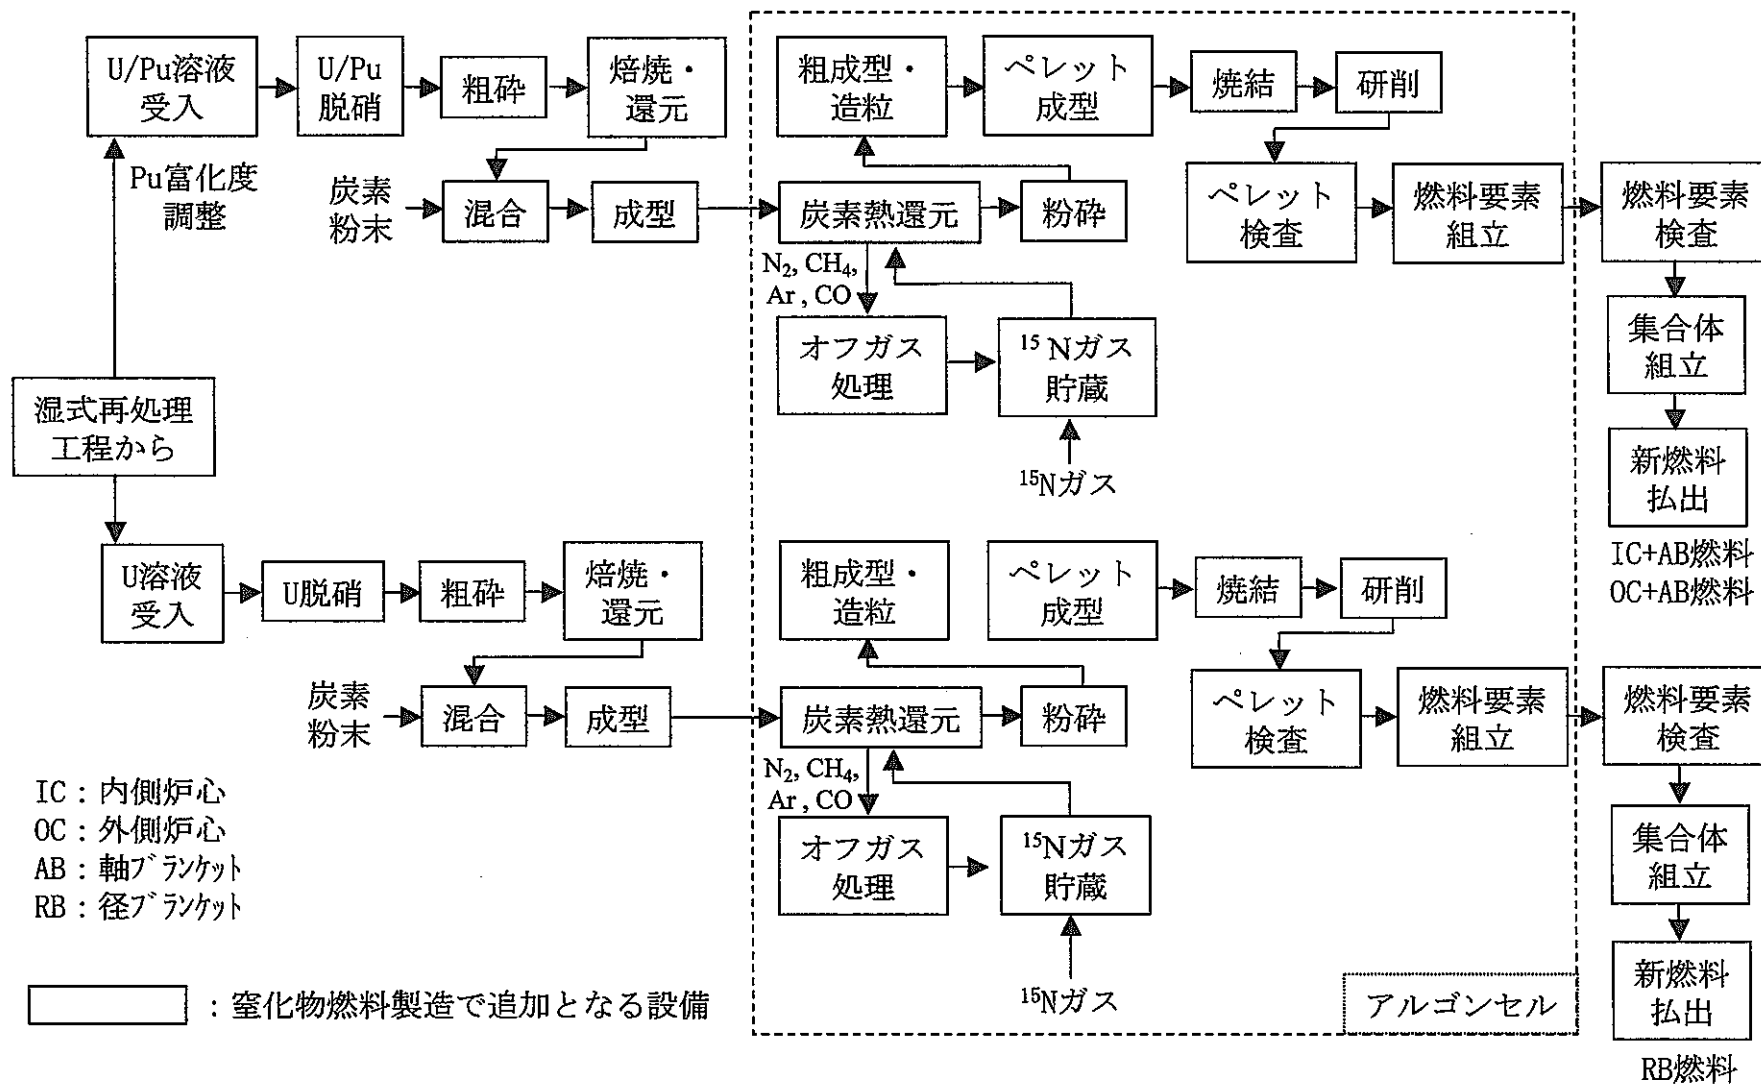 U/Pu溶液
受入
U/Pu
脱硝
粗砕
焙焼・
還元
粗成型・
造粒
ペレット
成型
焼結
研削
Pu富化度
調整
炭素
粉末
混合
成型
炭素熱還元
粉砕
ペレット
検査
燃料要素
組立
燃料要素
検査
N₂, CH₄,
Ar , CO
オフガス
処理
¹⁵Nガス
貯蔵
¹⁵Nガス
集合体
組立
新燃料
払出
IC+AB燃料
OC+AB燃料
湿式再処理
工程から
U溶液
受入
U脱硝
粗砕
焙焼・
還元
粗成型・
造粒
ペレット
成型
焼結
研削
炭素
粉末
混合
成型
炭素熱還元
粉砕
ペレット
検査
燃料要素
組立
燃料要素
検査
N₂, CH₄,
Ar , CO
オフガス
処理
¹⁵Nガス
貯蔵
¹⁵Nガス
集合体
組立
新燃料
払出
RB燃料
アルゴンセル
IC：内側炉心
OC：外側炉心
AB：軸ブランケット
RB：径ブランケット
：窒化物燃料製造で追加となる設備